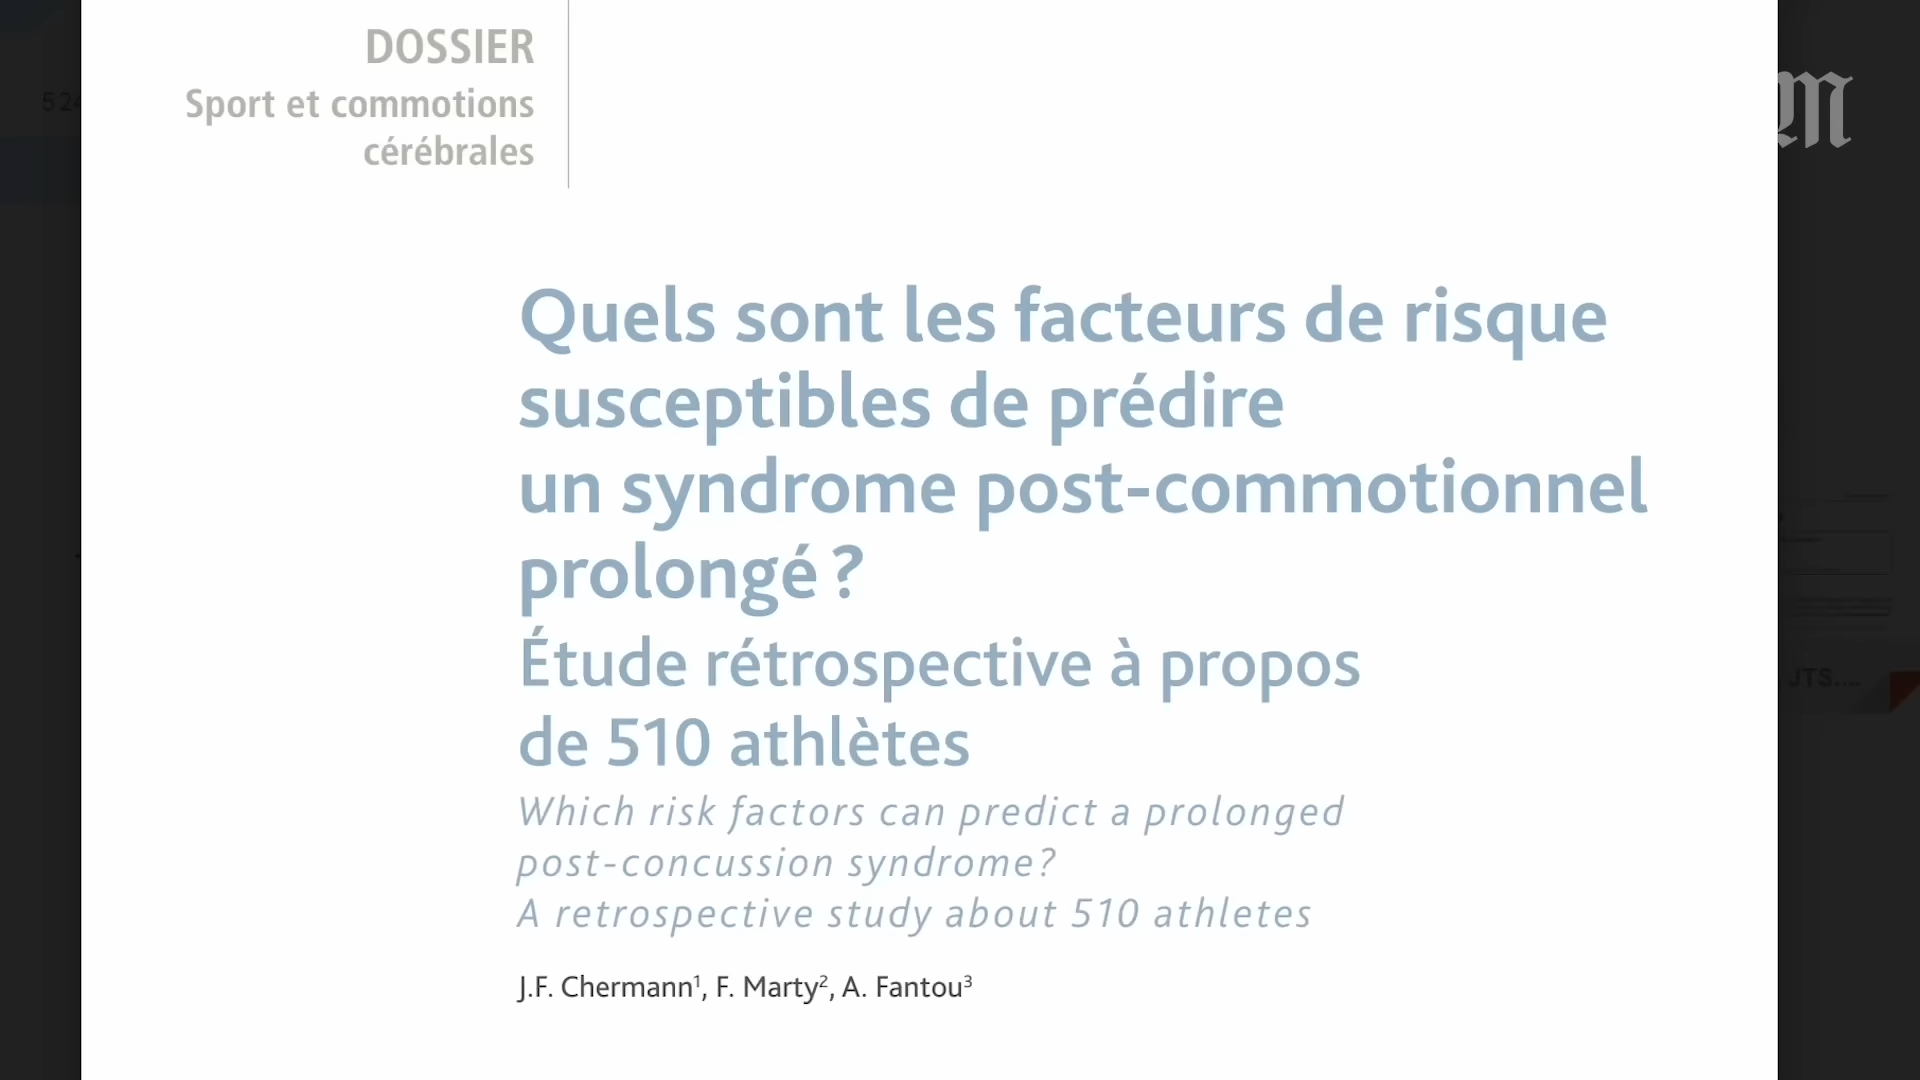 DOSSIER
Sport et commotions
cérébrales
M
Quels sont les facteurs de risque
susceptibles de prédire
un syndrome post-commotionnel
prolongé ?
Étude rétrospective à propos
de 510 athlètes
Which risk factors can predict a prolonged
post-concussion syndrome?
A retrospective study about 510 athletes
J.F. Chermann¹, F. Marty², A. Fantou³
JTS....